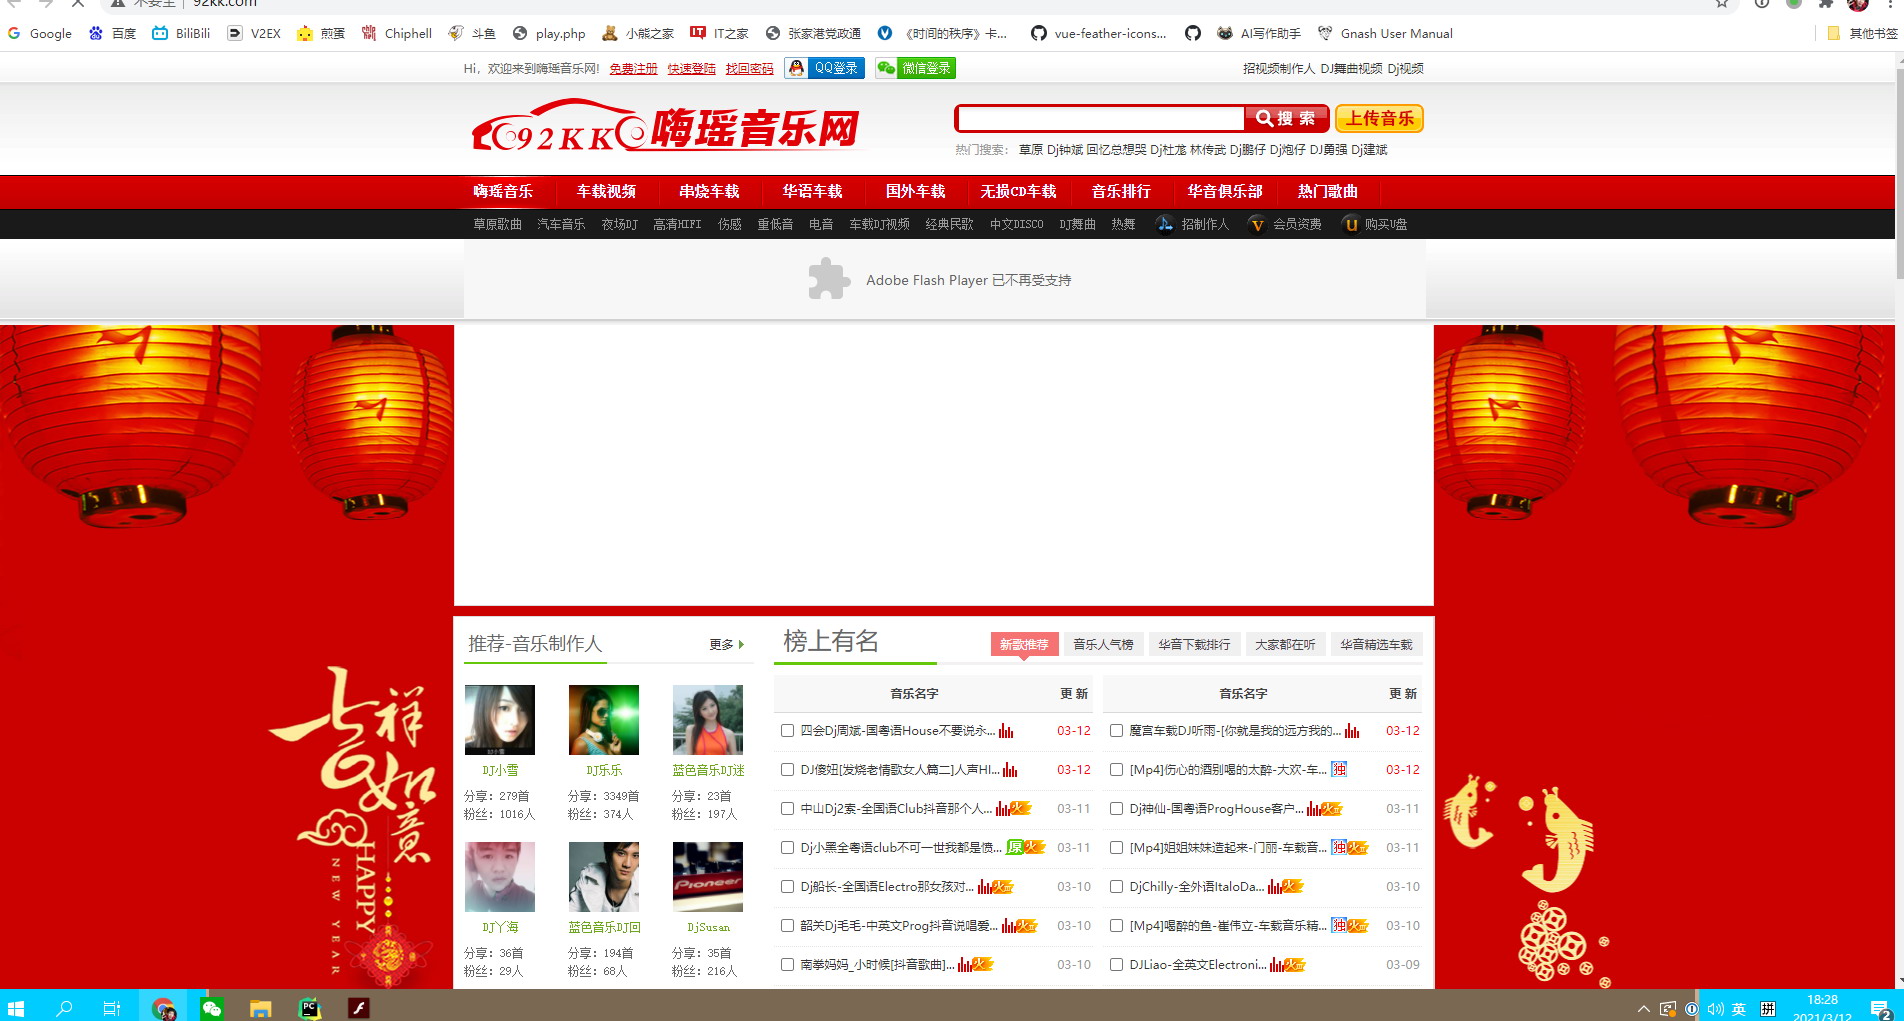 不安全 | 92kk.com
Google 百度 BiliBili V2EX 煎蛋 Chiphell 斗鱼 play.php 小熊之家 IT之家 张家港党政通 《时间的秩序》卡... vue-feather-icons... AI写作助手 Gnash User Manual 其他书签
Hi，欢迎来到嗨瑶音乐网! 免费注册 快速登陆 找回密码 QQ登录 微信登录 招视频制作人 DJ舞曲视频 Dj视频
92KK 嗨瑶音乐网
搜 索 上传音乐
热门搜索： 草原 Dj钟斌 回忆总想哭 Dj杜尨 林传武 Dj鹏仔 Dj炮仔 DJ勇强 Dj建斌
嗨瑶音乐 车载视频 串烧车载 华语车载 国外车载 无损CD车载 音乐排行 华音俱乐部 热门歌曲
草原歌曲 汽车音乐 夜场DJ 高清HIFI 伤感 重低音 电音 车载DJ视频 经典民歌 中文DISCO DJ舞曲 热舞 招制作人 V 会员资费 U 购买U盘
Adobe Flash Player 已不再受支持
推荐-音乐制作人 更多
榜上有名 新歌推荐 音乐人气榜 华音下载排行 大家都在听 华音精选车载
音乐名字 更 新 音乐名字 更 新
四会Dj周斌-国粤语House不要说永... 03-12
魔宫车载DJ听雨-[你就是我的远方我的... 03-12
DJ傻妞[发烧老情歌女人篇二]人声HI... 03-12
[Mp4]伤心的酒别喝的太醉-大欢-车... 独 03-12
中山Dj2索-全国语Club抖音那个人... 火 03-11
Dj神仙-国粤语ProgHouse客户... 火 03-11
Dj小黑全粤语club不可一世我都是愤... 原 火 03-11
[Mp4]姐姐妹妹造起来-门丽-车载音... 独 火 03-11
Dj船长-全国语Electro那女孩对... 火 03-10
DjChilly-全外语ItaloDa... 火 03-10
韶关Dj毛毛-中英文Prog抖音说唱爱... 火 03-10
[Mp4]喝醉的鱼-崔伟立-车载音乐精... 独 火 03-10
南拳妈妈_小时候[抖音歌曲]... 火 03-10
DJLiao-全英文Electroni... 火 03-09
DJ小雪 DJ乐乐 蓝色音乐DJ迷
分享：279首 分享：3349首 分享：23首
粉丝：1016人 粉丝：374人 粉丝：197人
Pioneer
DJ丫海 蓝色音乐DJ回 DjSusan
分享：36首 分享：194首 分享：35首
粉丝：29人 粉丝：68人 粉丝：216人
吉祥如意
HAPPY
NEW YEAR
英 拼 18:28
2021/3/12
2